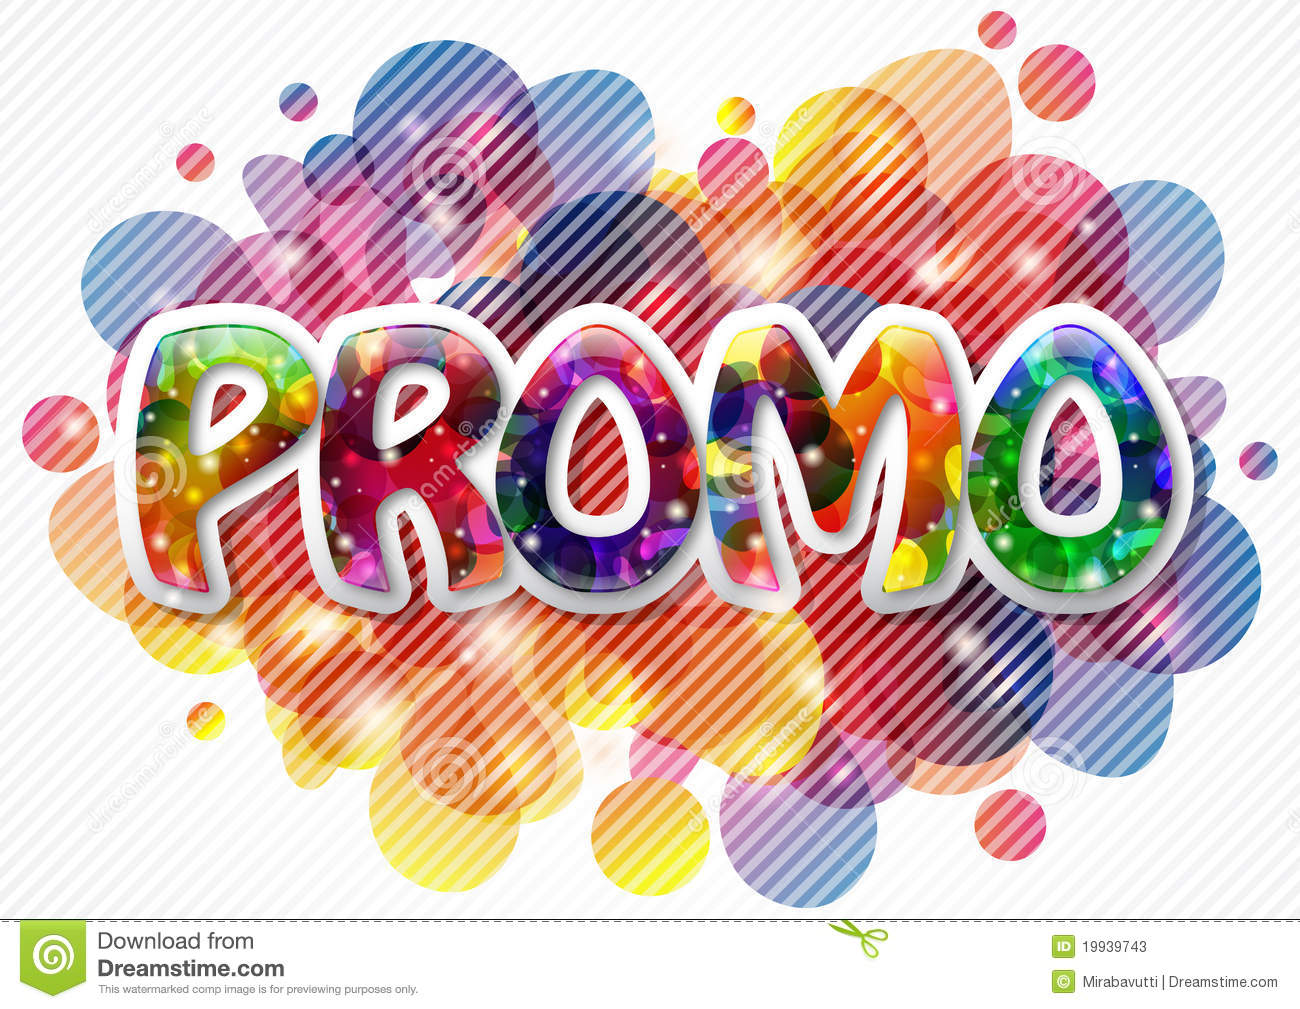 PROMO
Download from
Dreamstime.com
This watermarked comp image is for previewing purposes only.
ID 19939743
© Mirabavutti | Dreamstime.com